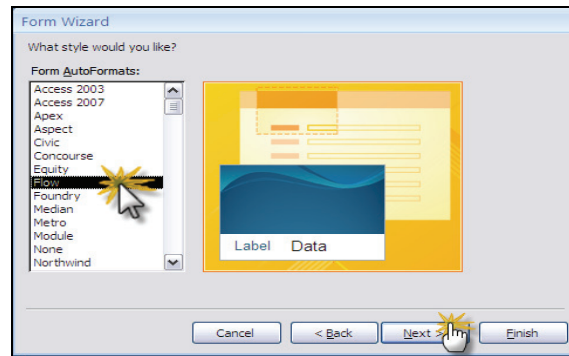 Form Wizard
What style would you like?
Form AutoFormats:
Access 2003
Access 2007
Apex
Aspect
Civic
Concourse
Equity
Flow
Foundry
Median
Metro
Module
None
Northwind
Label Data
Cancel
< Back
Next >
Finish